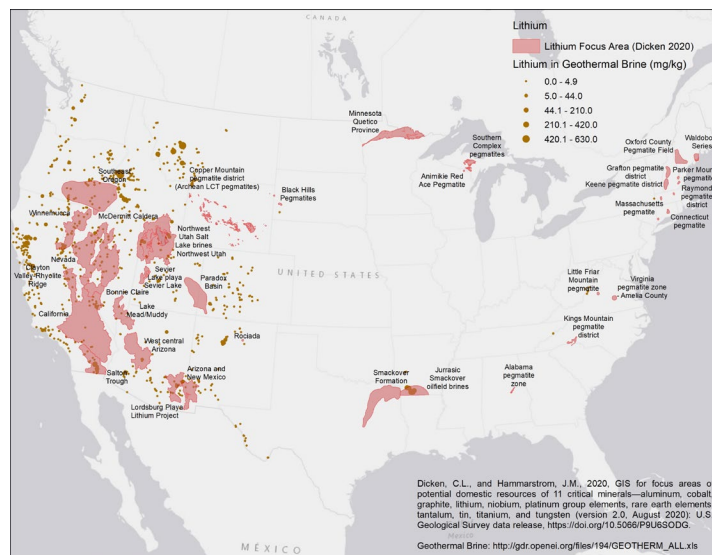 CANADA
Lithium
Lithium Focus Area (Dicken 2020)
Lithium in Geothermal Brine (mg/kg)
0.0 - 4.9
5.0 - 44.0
44.1 - 210.0
210.1 - 420.0
420.1 - 630.0
Minnesota
Quetico
Province
Southern
Complex
pegmatites
Animikie Red
Ace Pegmatite
Oxford County
Pegmatite Field
Waldobo
Series
Grafton pegmatite
district
Keene pegmatite district
Parker Moun
pegmatite
Raymond
pegmatite
district
Massachusetts
pegmatite
Connecticut
pegmatite
Southeast
Oregon
Copper Mountain
pegmatite district
(Archean LCT pegmatites)
Black Hills
Pegmatites
Winnemucca
McDermitt Caldera
Northwest
Utah Salt
Lake brines
Northwest Utah
Nevada
Clayton
Valley/Rhyelite
Ridge
Sevier
Lake playa
Sevier Lake
Paradox
Basin
UNITED STATES
Bonnie Claire
Lake
Mead/Muddy
California
West central
Arizona
Rociada
Little Friar
Mountain
pegmatite
Virginia
pegmatite zone
Amelia County
Kings Mountain
pegmatite
district
Salton
Trough
Arizona and
New Mexico
Lordsburg Playa
Lithium Project
Smackover
Formation
Jurrasic
Smackover
oilfield brines
Alabama
pegmatite
zone
MÉXICO
Dicken, C.L., and Hammarstrom, J.M., 2020, GIS for focus areas o
potential domestic resources of 11 critical minerals—aluminum, cobalt,
graphite, lithium, niobium, platinum group elements, rare earth elements
tantalum, tin, titanium, and tungsten (version 2.0, August 2020): U.S.
Geological Survey data release, https://doi.org/10.5066/P9U6SODG.
Geothermal Brine: http://gdr.openei.org/files/194/GEOTHERM_ALL.xls